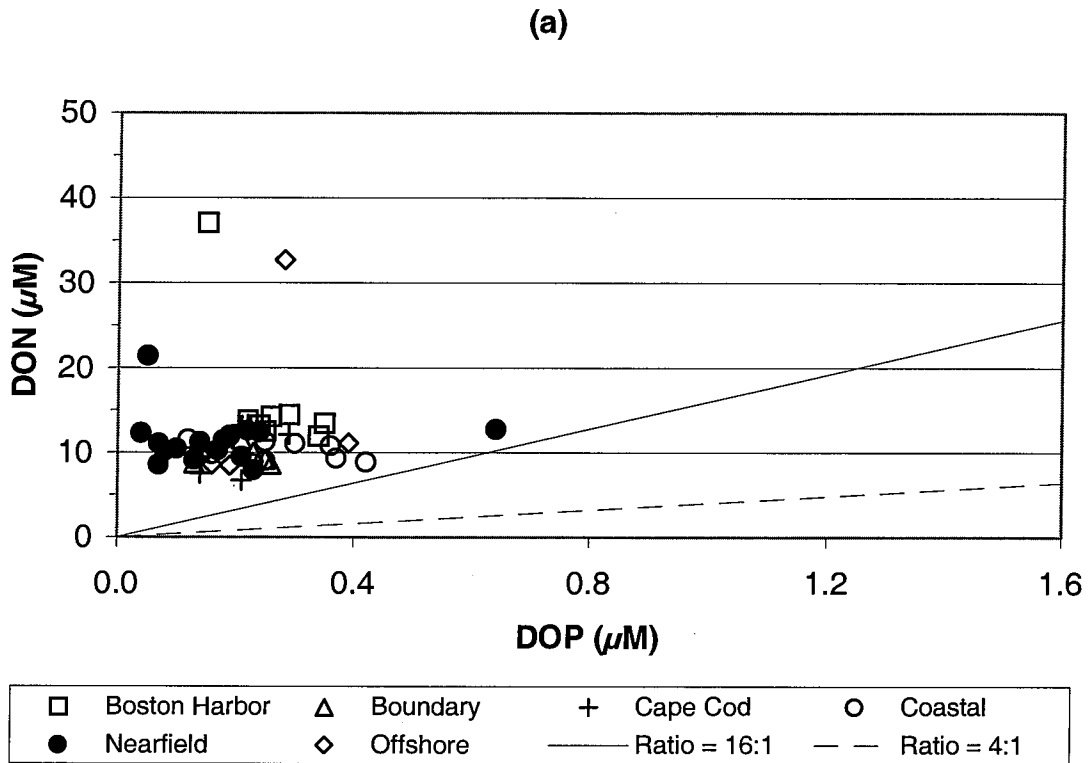 (a)
50
40
30
20
10
0
DON (µM)
0.0 0.4 0.8 1.2 1.6
DOP (µM)
Boston Harbor Boundary Cape Cod Coastal
Nearfield Offshore Ratio = 16:1 Ratio = 4:1